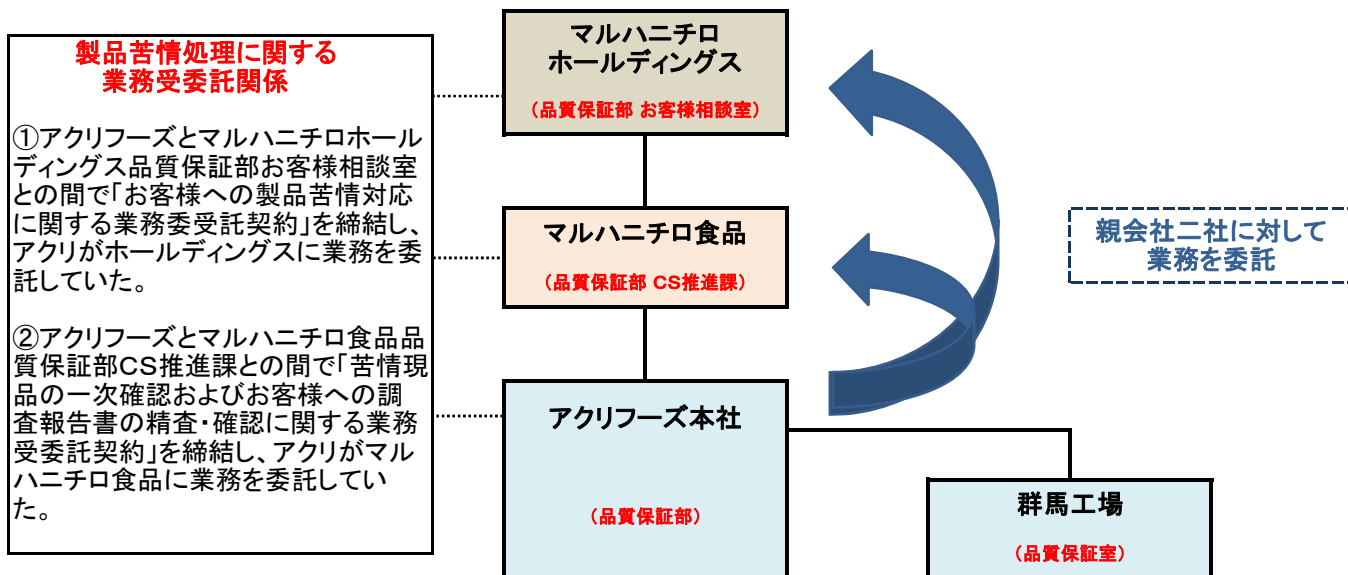 製品苦情処理に関する
業務受委託関係
①アクリフーズとマルハニチロホール
ディングス品質保証部お客様相談室
との間で「お客様への製品苦情対応
に関する業務委受託契約」を締結し、
アクリがホールディングスに業務を委
託していた。
②アクリフーズとマルハニチロ食品品
質保証部CS推進課との間で「苦情現
品の一次確認およびお客様への調
査報告書の精査・確認に関する業務
受委託契約」を締結し、アクリがマル
ハニチロ食品に業務を委託してい
た。
マルハニチロ
ホールディングス
（品質保証部 お客様相談室）
マルハニチロ食品
（品質保証部 CS推進課）
アクリフーズ本社
（品質保証部）
群馬工場
（品質保証室）
親会社二社に対して
業務を委託